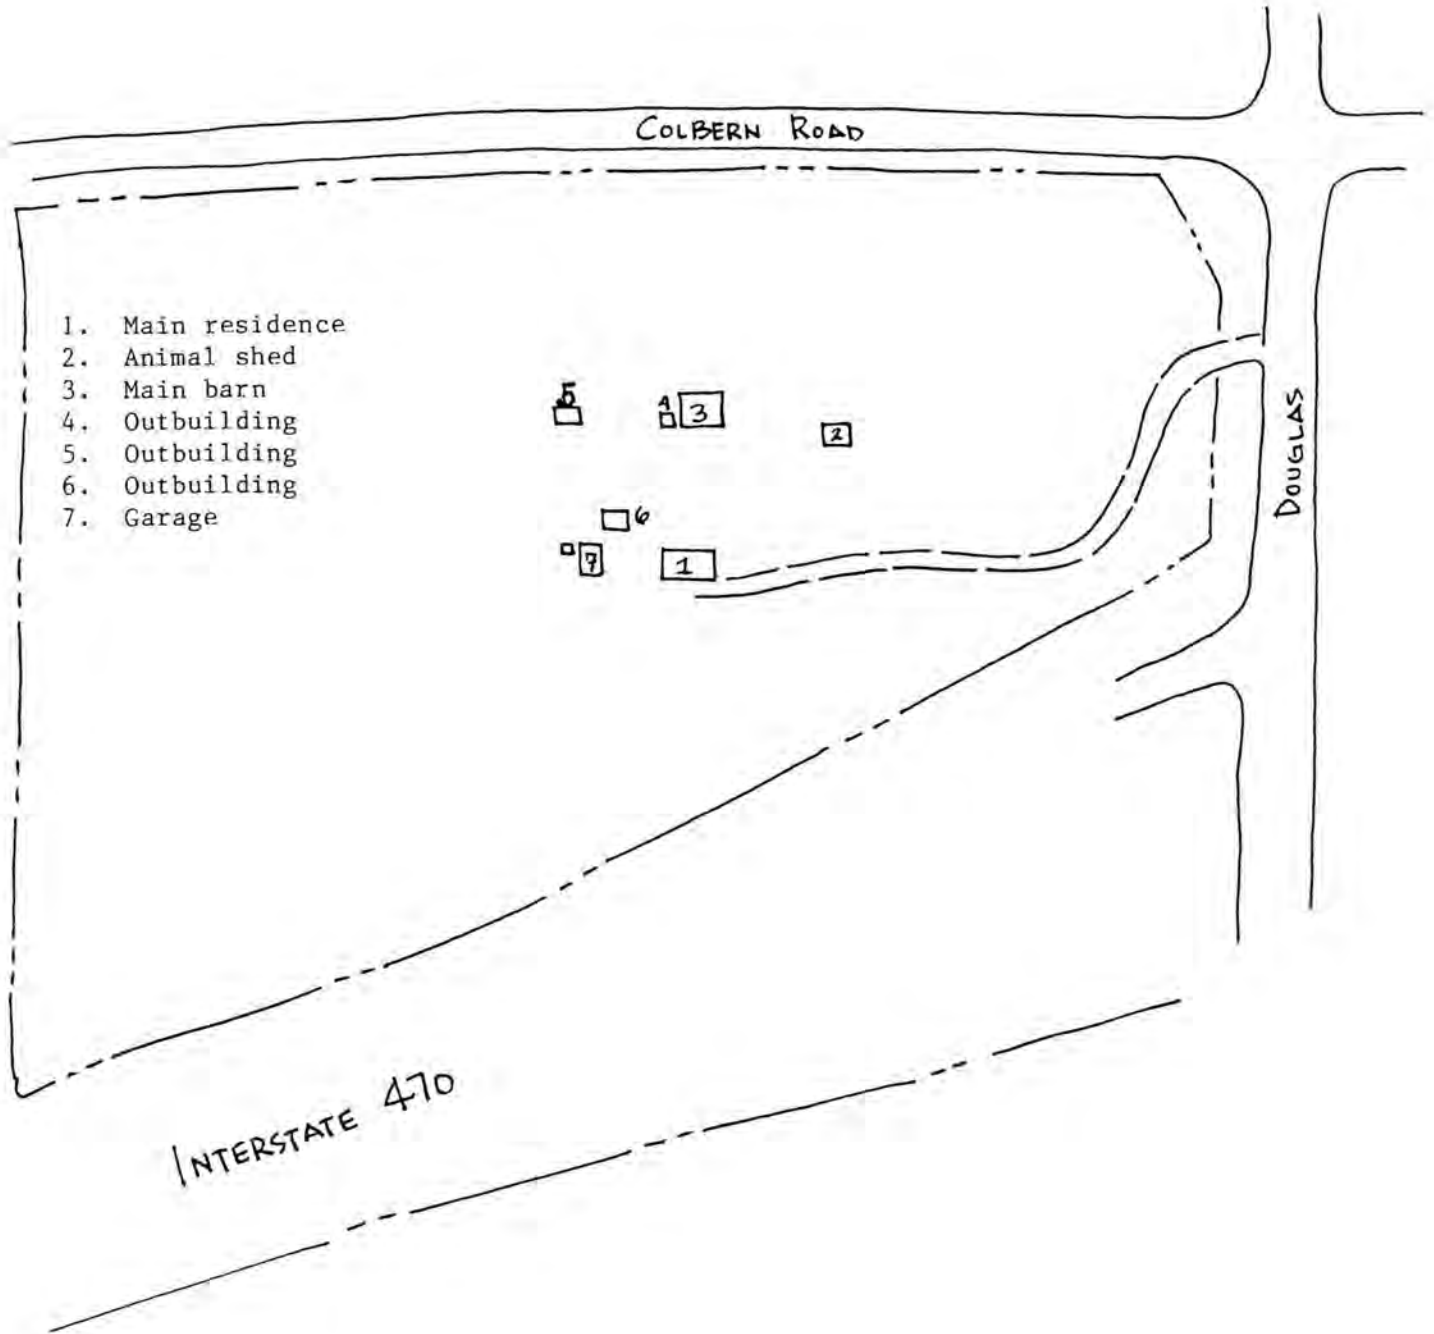 COLBERN ROAD
1. Main residence
2. Animal shed
3. Main barn
4. Outbuilding
5. Outbuilding
6. Outbuilding
7. Garage
5
4
3
2
DOUGLAS
6
7
1
INTERSTATE 470